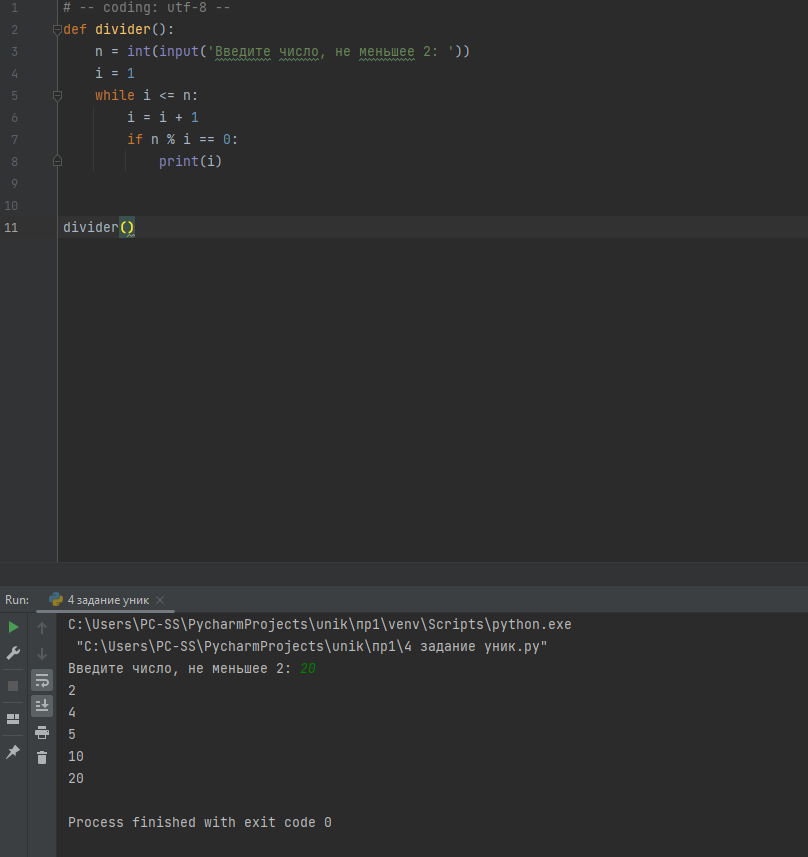 1 # -- coding: utf-8 --
2 def divider():
3 n = int(input('Введите число, не меньшее 2: '))
4 i = 1
5 while i <= n:
6 i = i + 1
7 if n % i == 0:
8 print(i)
9
10
11 divider()
Run: 4 задание уник
C:\Users\PC-SS\PycharmProjects\unik\пр1\venv\Scripts\python.exe
"C:\Users\PC-SS\PycharmProjects\unik\пр1\4 задание уник.py"
Введите число, не меньшее 2: 20
2
4
5
10
20
Process finished with exit code 0